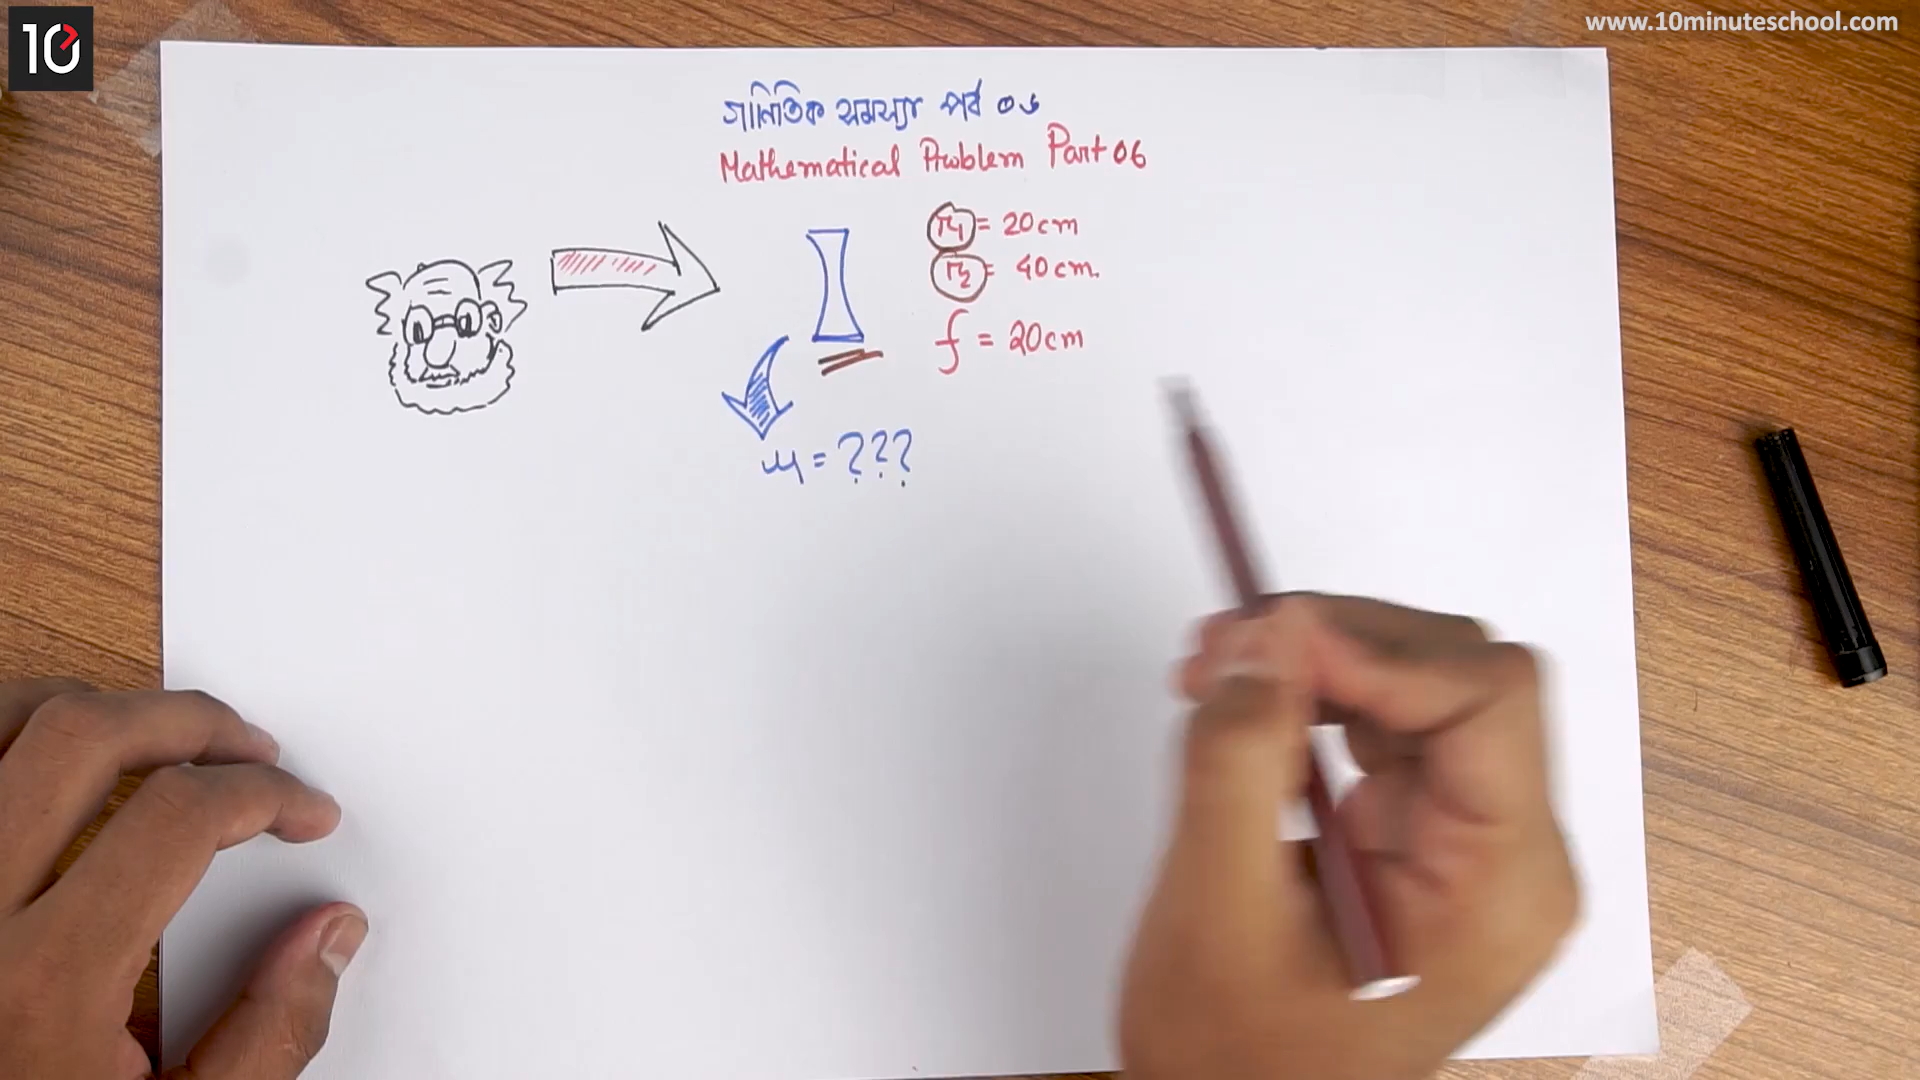 10
www.10minuteschool.com
গাণিতিক সমস্যা পর্ব ০৬
Mathematical Problem Part 06
r₁ = 20cm
r₂ = 40cm.
f = 20cm
μ = ???